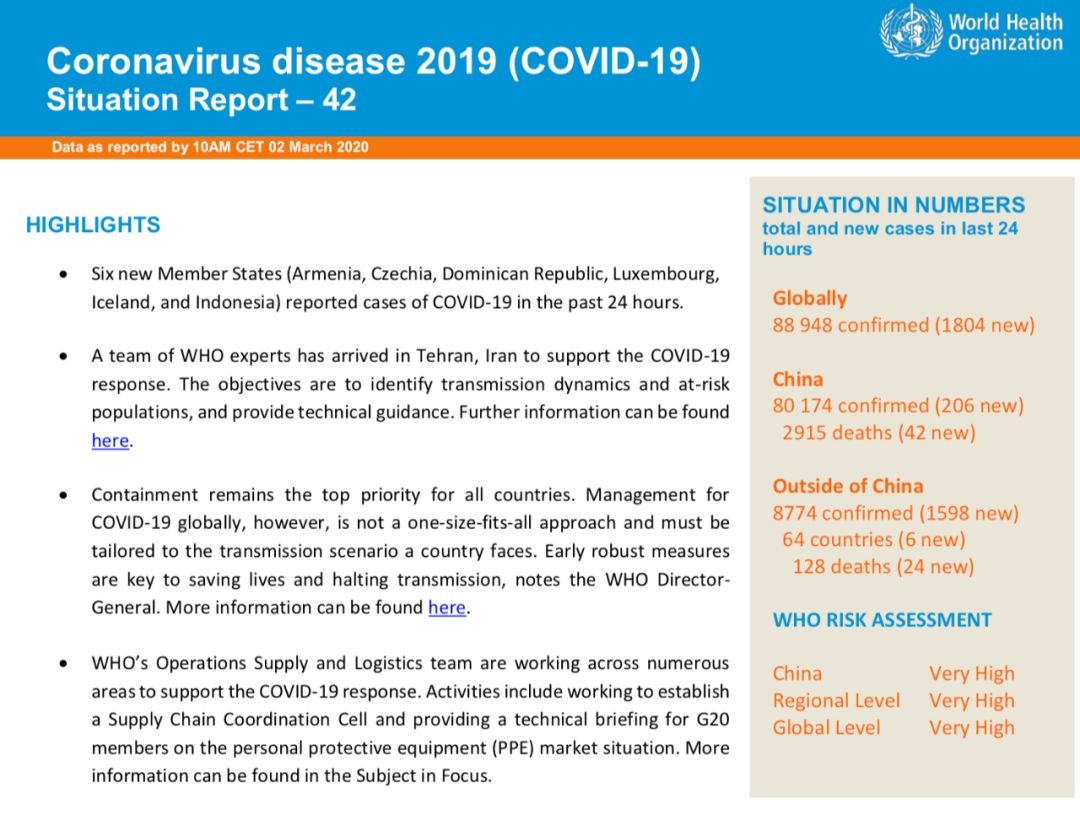 World Health
Organization
Coronavirus disease 2019 (COVID-19)
Situation Report – 42
Data as reported by 10AM CET 02 March 2020
HIGHLIGHTS
• Six new Member States (Armenia, Czechia, Dominican Republic, Luxembourg,
Iceland, and Indonesia) reported cases of COVID-19 in the past 24 hours.
• A team of WHO experts has arrived in Tehran, Iran to support the COVID-19
response. The objectives are to identify transmission dynamics and at-risk
populations, and provide technical guidance. Further information can be found
here.
• Containment remains the top priority for all countries. Management for
COVID-19 globally, however, is not a one-size-fits-all approach and must be
tailored to the transmission scenario a country faces. Early robust measures
are key to saving lives and halting transmission, notes the WHO Director-
General. More information can be found here.
• WHO’s Operations Supply and Logistics team are working across numerous
areas to support the COVID-19 response. Activities include working to establish
a Supply Chain Coordination Cell and providing a technical briefing for G20
members on the personal protective equipment (PPE) market situation. More
information can be found in the Subject in Focus.
SITUATION IN NUMBERS
total and new cases in last 24
hours
Globally
88 948 confirmed (1804 new)
China
80 174 confirmed (206 new)
2915 deaths (42 new)
Outside of China
8774 confirmed (1598 new)
64 countries (6 new)
128 deaths (24 new)
WHO RISK ASSESSMENT
China Very High
Regional Level Very High
Global Level Very High